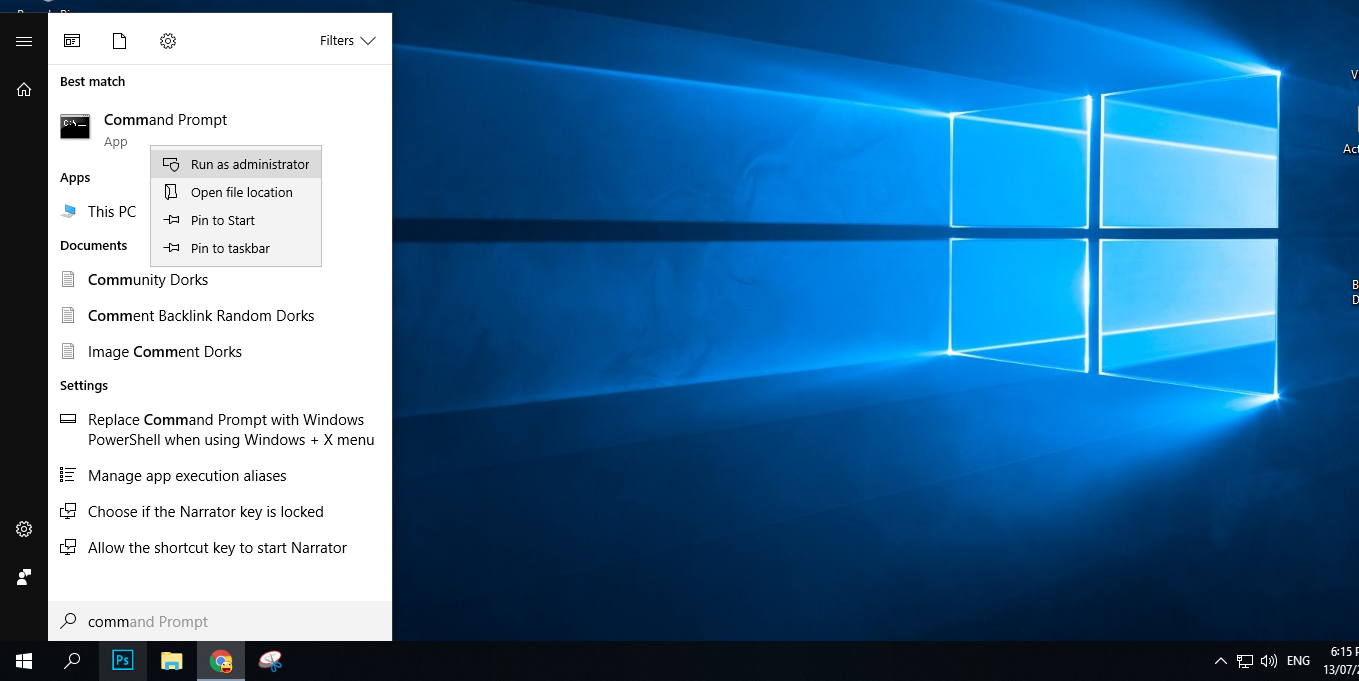 Filters
Best match
Command Prompt
App
Run as administrator
Open file location
Pin to Start
Pin to taskbar
Apps
This PC
Documents
Community Dorks
Comment Backlink Random Dorks
Image Comment Dorks
Settings
Replace Command Prompt with Windows
PowerShell when using Windows + X menu
Manage app execution aliases
Choose if the Narrator key is locked
Allow the shortcut key to start Narrator
command Prompt
Ps
ENG
6:15 P
13/07/2
V
Act
B
D
C:\_